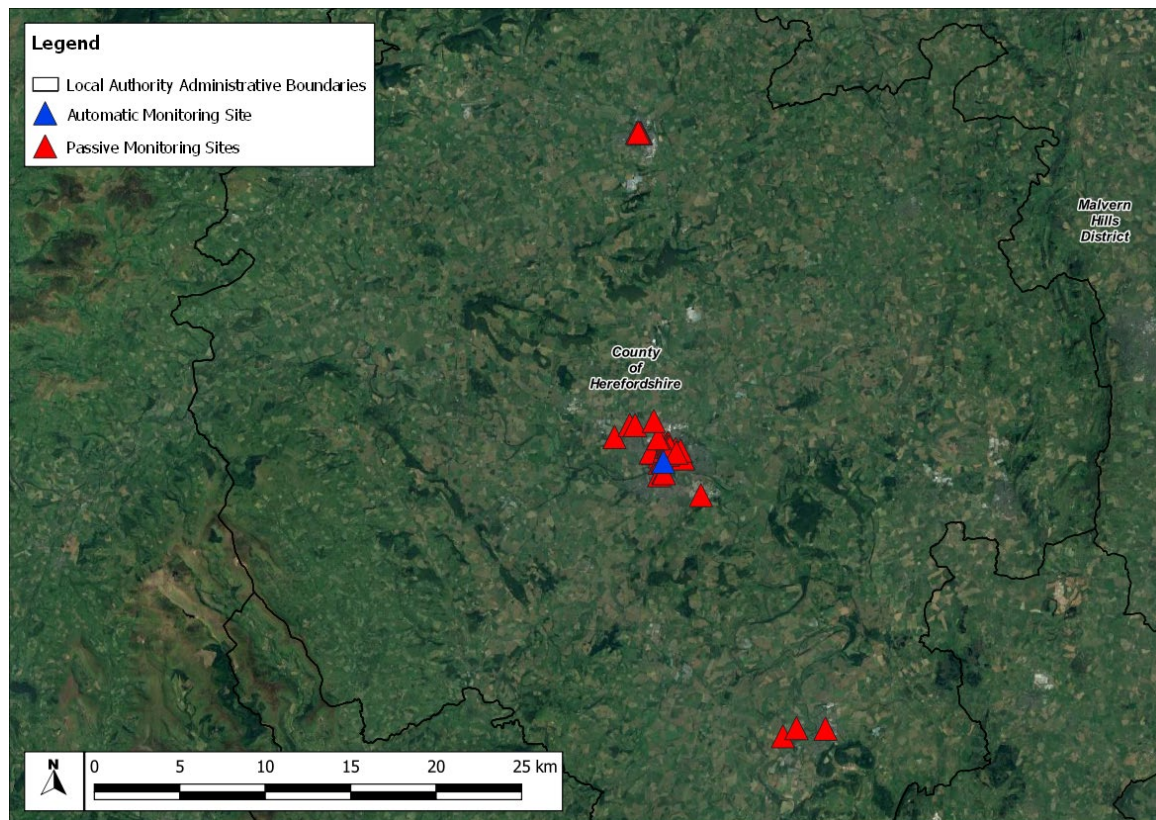 Legend
Local Authority Administrative Boundaries
Automatic Monitoring Site
Passive Monitoring Sites
Malvern
Hills
District
County
of
Herefordshire
N
0 5 10 15 20 25 km